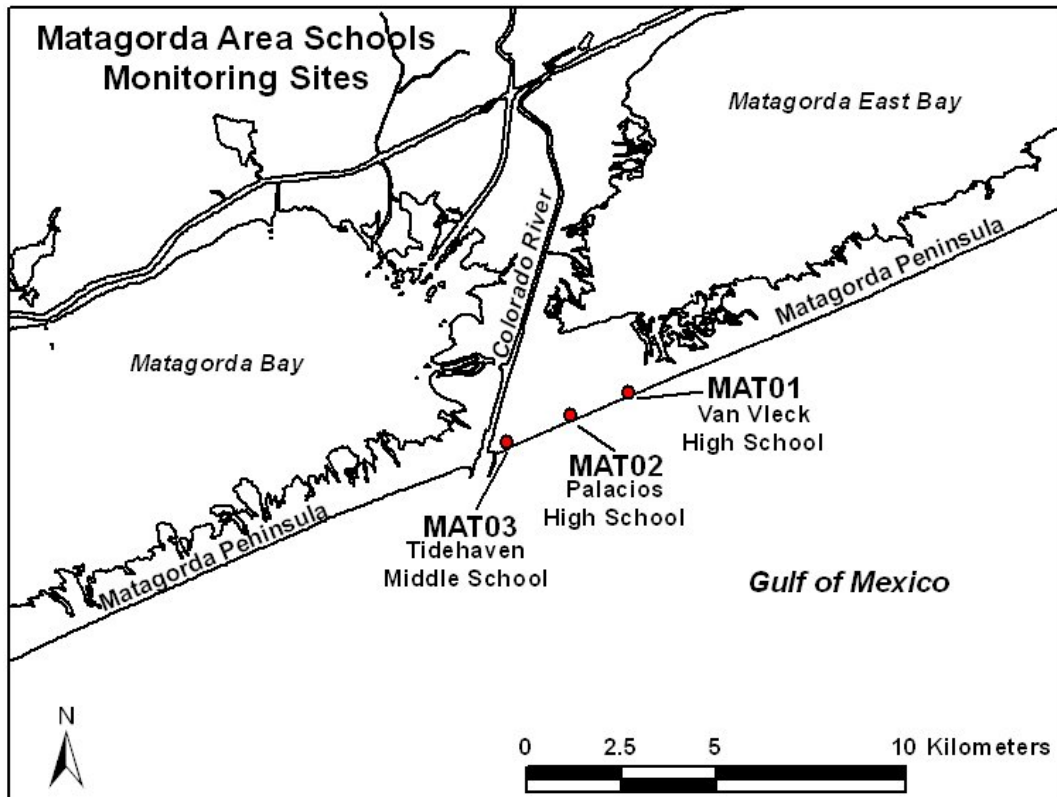 Matagorda Area Schools
Monitoring Sites
Matagorda East Bay
Colorado River
Matagorda Peninsula
Matagorda Bay
MAT01
Van Vleck
High School
MAT02
Palacios
High School
MAT03
Tidehaven
Middle School
Matagorda Peninsula
Gulf of Mexico
N
0 2.5 5 10 Kilometers